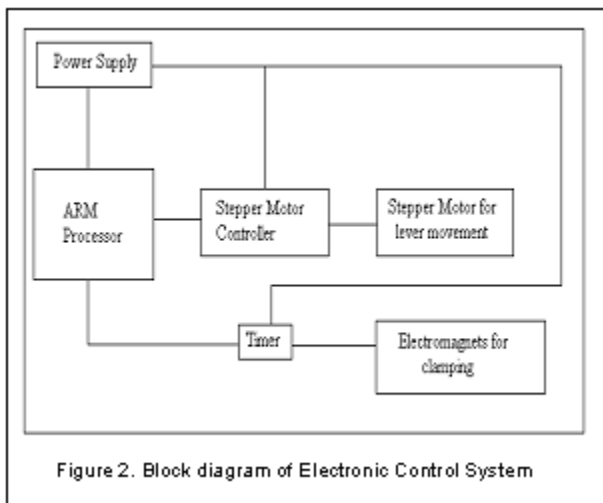 Power Supply
ARM
Processor
Stepper Motor
Controller
Stepper Motor for
lever movement
Timer
Electromagnets for
clamping
Figure 2. Block diagram of Electronic Control System